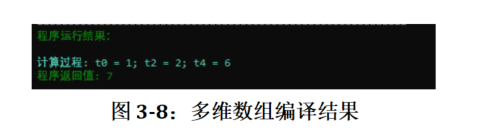 程序运行结果:
计算过程: t0 = 1; t2 = 2; t4 = 6
程序返回值: 7
图 3-8：多维数组编译结果